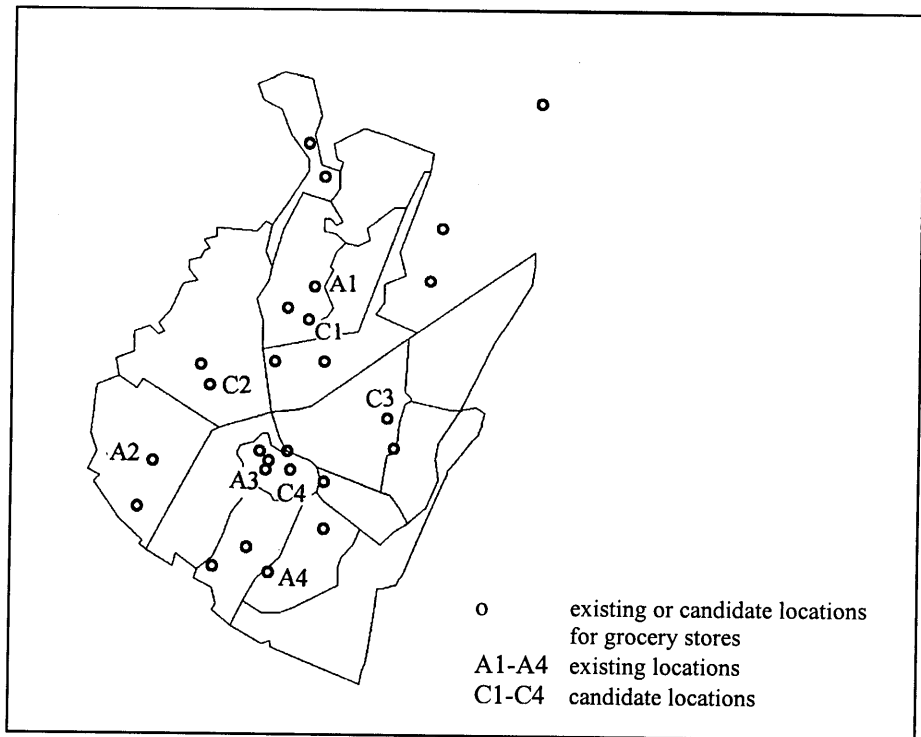 A1
C1
C2
C3
A2
A3
C4
A4
o existing or candidate locations
for grocery stores
A1-A4 existing locations
C1-C4 candidate locations